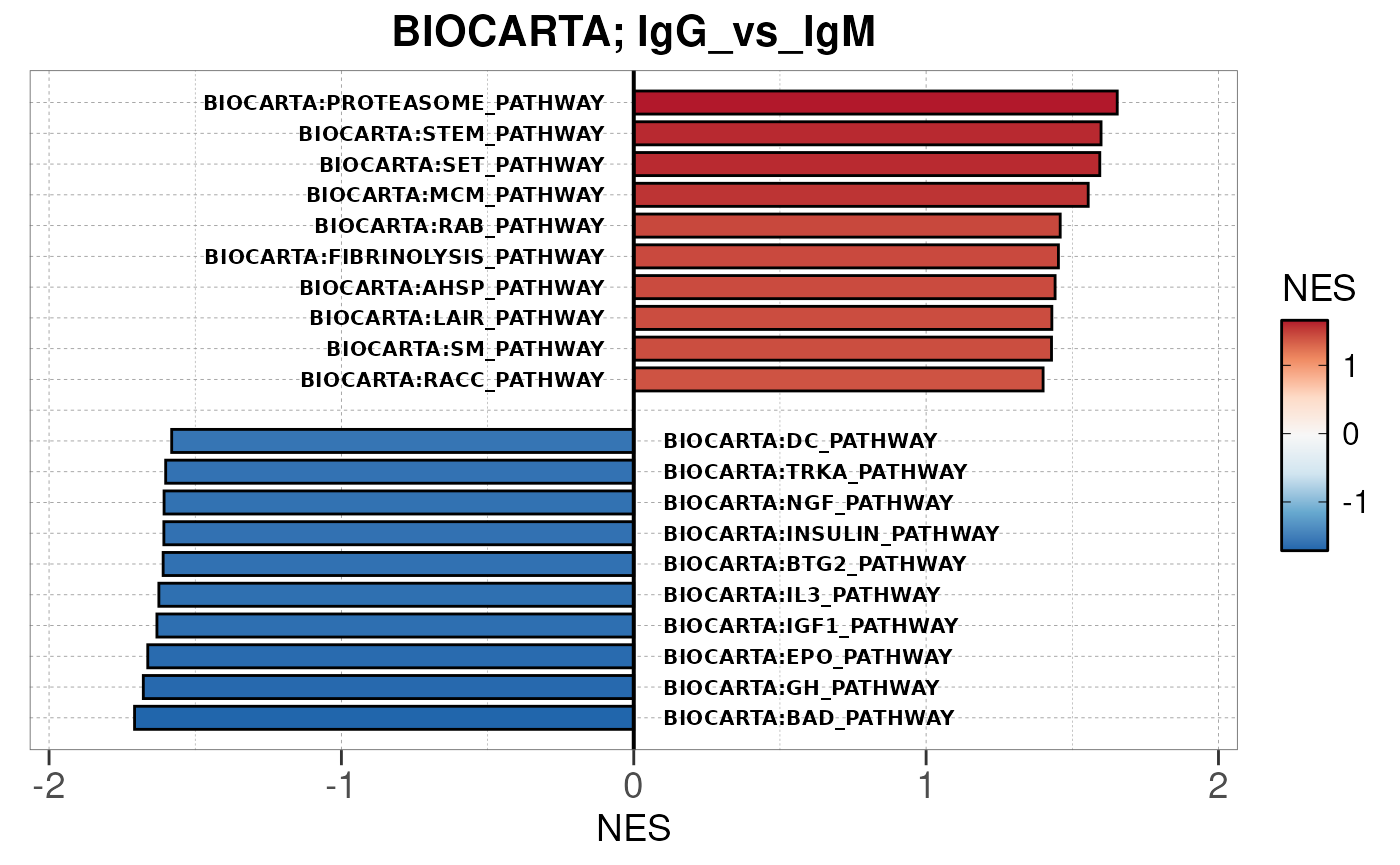 BIOCARTA; IgG_vs_IgM
BIOCARTA:PROTEASOME_PATHWAY
BIOCARTA:STEM_PATHWAY
BIOCARTA:SET_PATHWAY
BIOCARTA:MCM_PATHWAY
BIOCARTA:RAB_PATHWAY
BIOCARTA:FIBRINOLYSIS_PATHWAY
BIOCARTA:AHSP_PATHWAY
BIOCARTA:LAIR_PATHWAY
BIOCARTA:SM_PATHWAY
BIOCARTA:RACC_PATHWAY
BIOCARTA:DC_PATHWAY
BIOCARTA:TRKA_PATHWAY
BIOCARTA:NGF_PATHWAY
BIOCARTA:INSULIN_PATHWAY
BIOCARTA:BTG2_PATHWAY
BIOCARTA:IL3_PATHWAY
BIOCARTA:IGF1_PATHWAY
BIOCARTA:EPO_PATHWAY
BIOCARTA:GH_PATHWAY
BIOCARTA:BAD_PATHWAY
-2 -1 0 1 2
NES
NES
1
0
-1